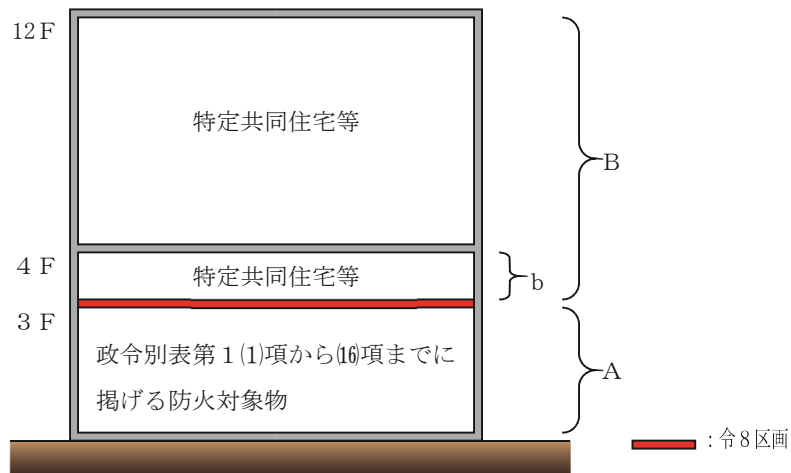 12F
特定共同住宅等
B
4F
特定共同住宅等
b
3F
政令別表第1(1)項から(16)項までに
掲げる防火対象物
A
:令8区画